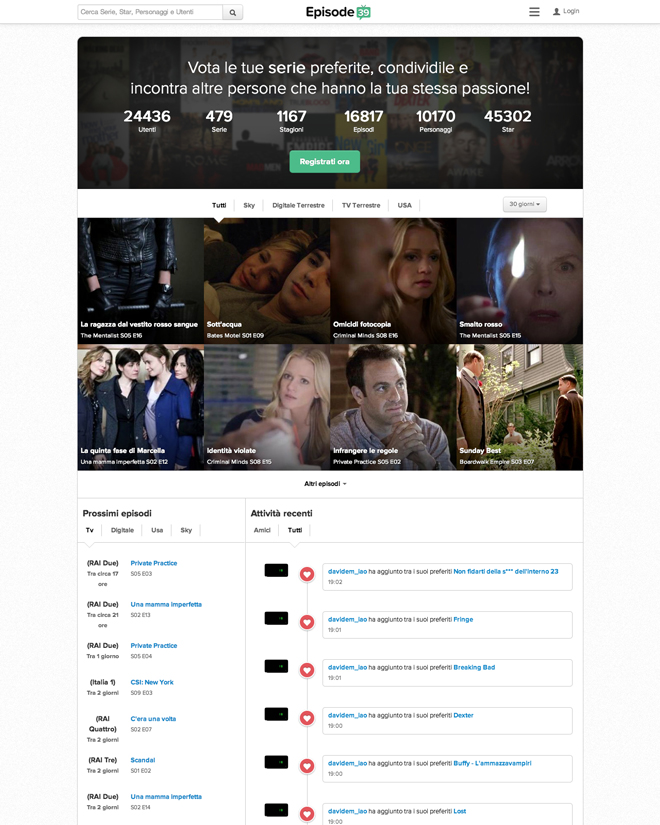 Cerca Serie, Star, Personaggi e Utenti
Episode 39
Login
Vota le tue serie preferite, condividile e
incontra altre persone che hanno la tua stessa passione!
24436 479 1167 16817 10170 45302
Utenti Serie Stagioni Episodi Personaggi Star
Registrati ora
Tutti Sky Digitale Terrestre TV Terrestre USA 30 giorni
La ragazza dal vestito rosso sangue
The Mentalist S05 E16
Sott'acqua
Bates Motel S01 E09
Omicidi fotocopia
Criminal Minds S08 E16
Smalto rosso
The Mentalist S05 E15
La quinta fase di Marcella
Una mamma imperfetta S02 E12
Identità violate
Criminal Minds S08 E15
Infrangere le regole
Private Practice S05 E02
Sunday Best
Boardwalk Empire S03 E07
Altri episodi
Prossimi episodi
Tv Digitale Usa Sky
(RAI Due) Private Practice
Tra circa 17 S05 E03
ore
(RAI Due) Una mamma imperfetta
Tra circa 21 S02 E13
ore
(RAI Due) Private Practice
Tra 1 giorno S05 E04
(Italia 1) CSI: New York
Tra 2 giorni S09 E03
(RAI C'era una volta
Quattro) S02 E07
Tra 2 giorni
(RAI Tre) Scandal
Tra 2 giorni S01 E02
(RAI Due) Una mamma imperfetta
Tra 2 giorni S02 E14
Attività recenti
Amici Tutti
davidem_iao ha aggiunto tra i suoi preferiti Non fidarti della s*** dell'interno 23
19:02
davidem_iao ha aggiunto tra i suoi preferiti Fringe
19:01
davidem_iao ha aggiunto tra i suoi preferiti Breaking Bad
19:01
davidem_iao ha aggiunto tra i suoi preferiti Dexter
19:00
davidem_iao ha aggiunto tra i suoi preferiti Buffy - L'ammazzavampiri
19:00
davidem_iao ha aggiunto tra i suoi preferiti Lost
19:00